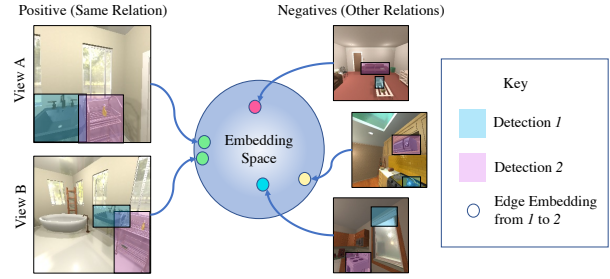 Positive (Same Relation)
Negatives (Other Relations)
View A
View B
Embedding
Space
Key
Detection 1
Detection 2
Edge Embedding
from 1 to 2